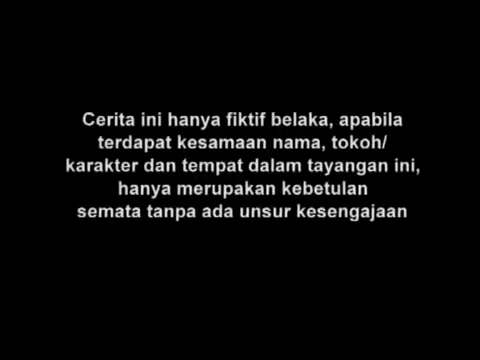 Cerita ini hanya fiktif belaka, apabila
terdapat kesamaan nama, tokoh/
karakter dan tempat dalam tayangan ini,
hanya merupakan kebetulan
semata tanpa ada unsur kesengajaan